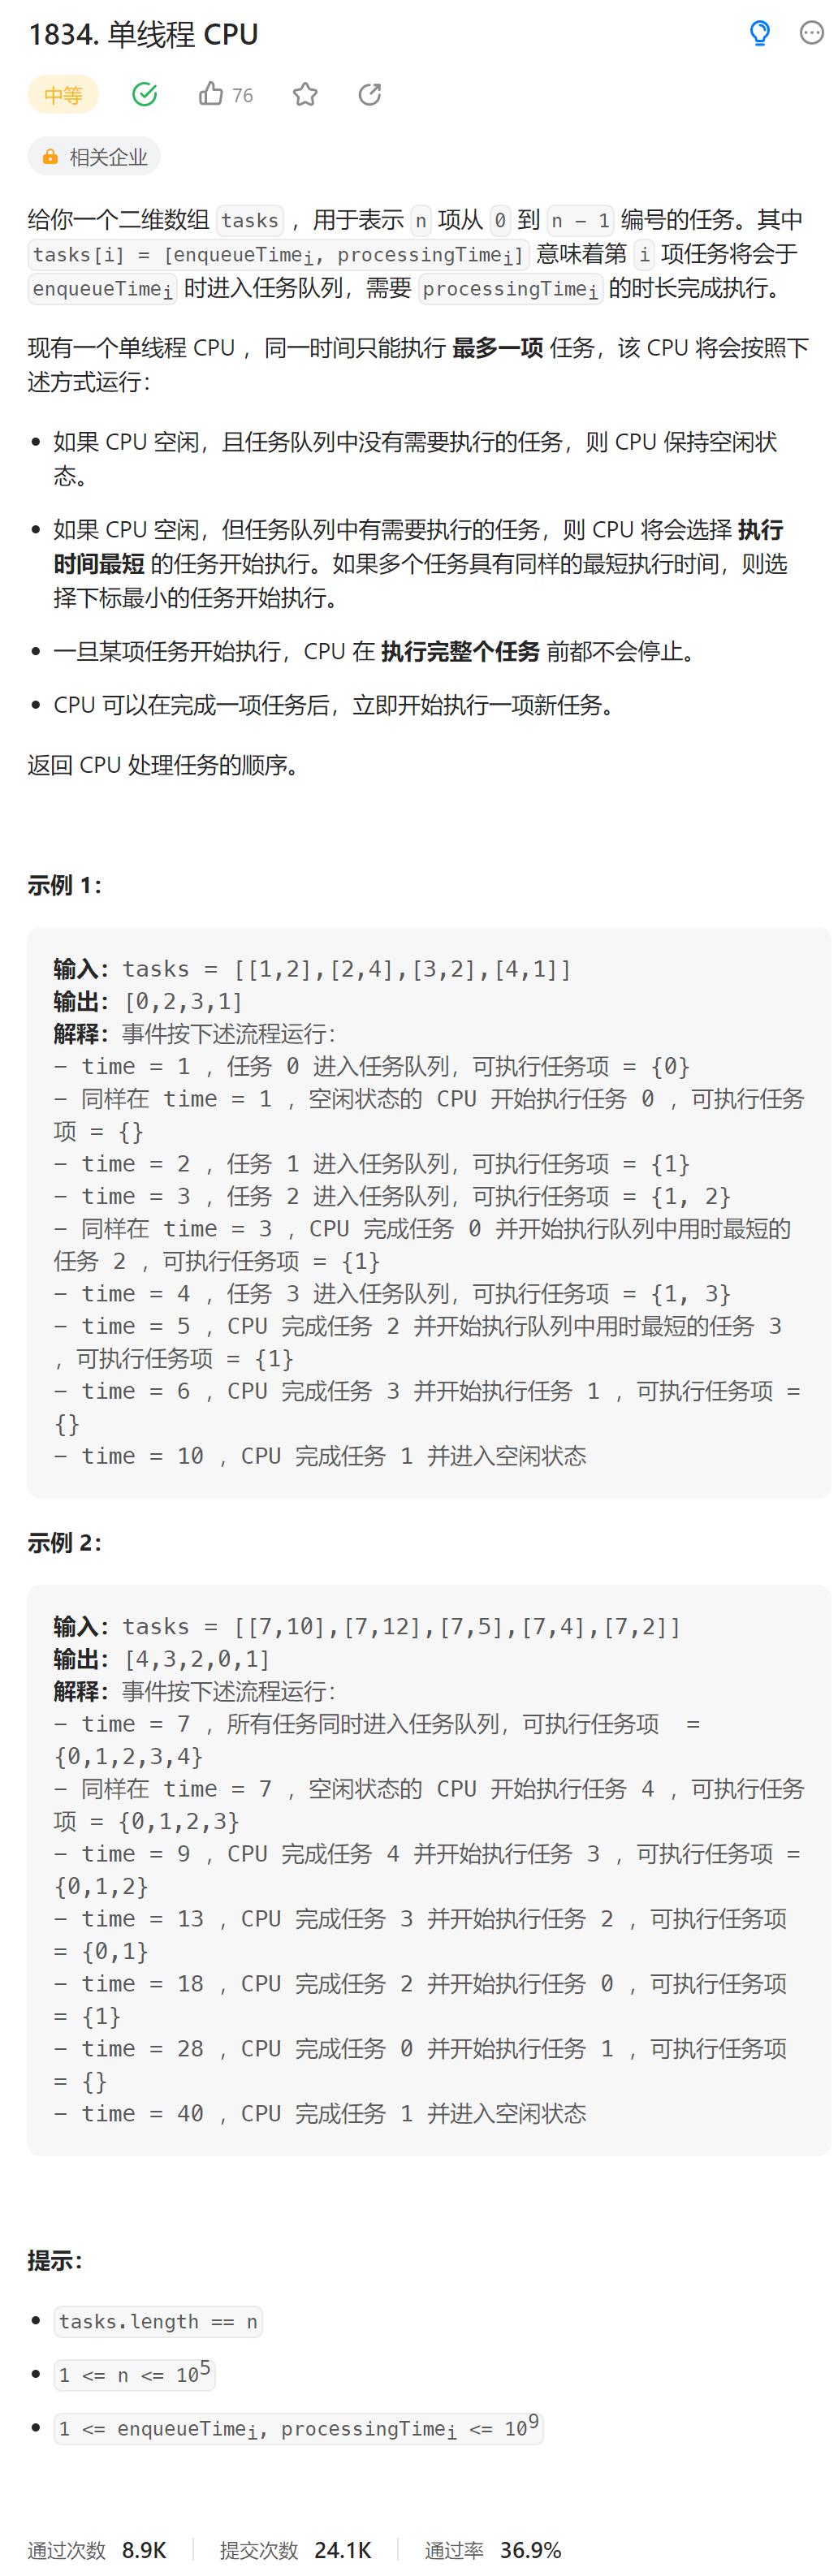 1834. 单线程 CPU
中等 76
相关企业
给你一个二维数组 tasks ，用于表示 n 项从 0 到 n - 1 编号的任务。其中
tasks[i] = [enqueueTimei, processingTimei] 意味着第 i 项任务将会于
enqueueTimei 时进入任务队列，需要 processingTimei 的时长完成执行。
现有一个单线程 CPU ，同一时间只能执行 最多一项 任务，该 CPU 将会按照下
述方式运行：
• 如果 CPU 空闲，且任务队列中没有需要执行的任务，则 CPU 保持空闲状
态。
• 如果 CPU 空闲，但任务队列中有需要执行的任务，则 CPU 将会选择 执行
时间最短 的任务开始执行。如果多个任务具有同样的最短执行时间，则选
择下标最小的任务开始执行。
• 一旦某项任务开始执行，CPU 在 执行完整个任务 前都不会停止。
• CPU 可以在完成一项任务后，立即开始执行一项新任务。
返回 CPU 处理任务的顺序。
示例 1：
输入：tasks = [[1,2],[2,4],[3,2],[4,1]]
输出：[0,2,3,1]
解释：事件按下述流程运行：
- time = 1 ，任务 0 进入任务队列，可执行任务项 = {0}
- 同样在 time = 1 ，空闲状态的 CPU 开始执行任务 0 ，可执行任务
项 = {}
- time = 2 ，任务 1 进入任务队列，可执行任务项 = {1}
- time = 3 ，任务 2 进入任务队列，可执行任务项 = {1, 2}
- 同样在 time = 3 ，CPU 完成任务 0 并开始执行队列中用时最短的
任务 2 ，可执行任务项 = {1}
- time = 4 ，任务 3 进入任务队列，可执行任务项 = {1, 3}
- time = 5 ，CPU 完成任务 2 并开始执行队列中用时最短的任务 3
，可执行任务项 = {1}
- time = 6 ，CPU 完成任务 3 并开始执行任务 1 ，可执行任务项 =
{}
- time = 10 ，CPU 完成任务 1 并进入空闲状态
示例 2：
输入：tasks = [[7,10],[7,12],[7,5],[7,4],[7,2]]
输出：[4,3,2,0,1]
解释：事件按下述流程运行：
- time = 7 ，所有任务同时进入任务队列，可执行任务项  =
{0,1,2,3,4}
- 同样在 time = 7 ，空闲状态的 CPU 开始执行任务 4 ，可执行任务
项 = {0,1,2,3}
- time = 9 ，CPU 完成任务 4 并开始执行任务 3 ，可执行任务项 =
{0,1,2}
- time = 13 ，CPU 完成任务 3 并开始执行任务 2 ，可执行任务项
= {0,1}
- time = 18 ，CPU 完成任务 2 并开始执行任务 0 ，可执行任务项
= {1}
- time = 28 ，CPU 完成任务 0 并开始执行任务 1 ，可执行任务项
= {}
- time = 40 ，CPU 完成任务 1 并进入空闲状态
提示：
• tasks.length == n
• 1 <= n <= 10^5
• 1 <= enqueueTimei, processingTimei <= 10^9
通过次数 8.9K 提交次数 24.1K 通过率 36.9%